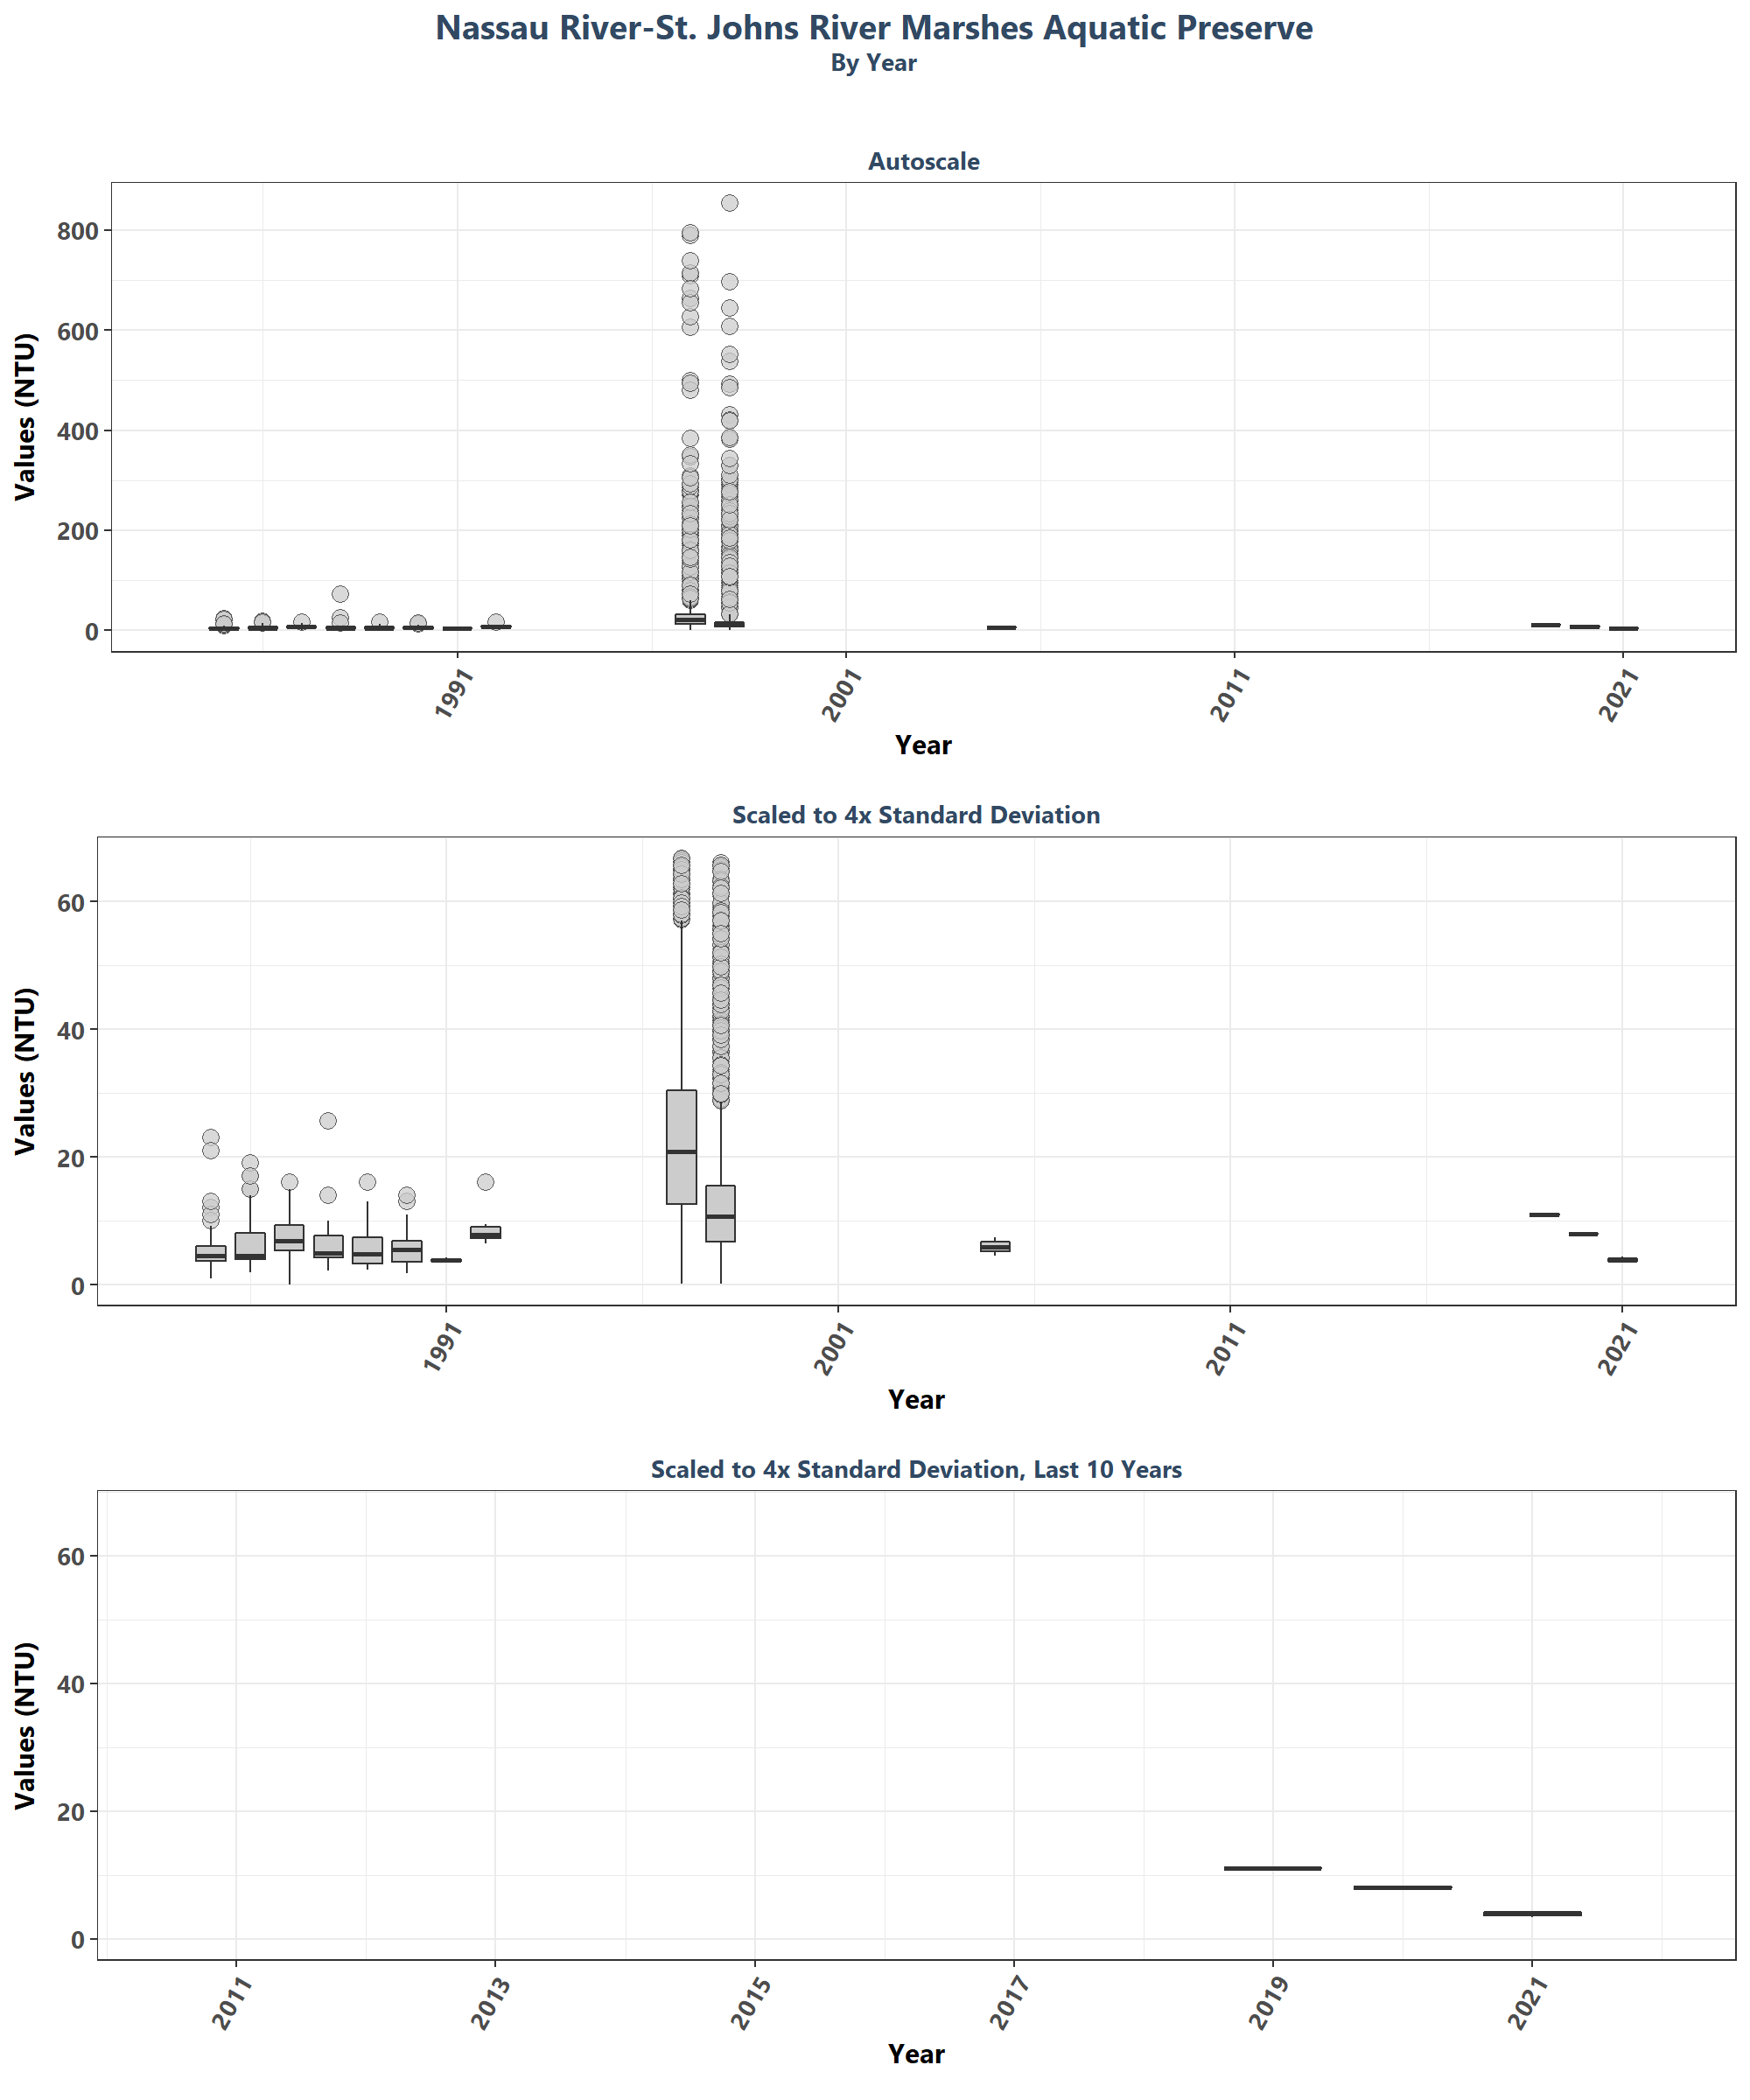 Nassau River-St. Johns River Marshes Aquatic Preserve
By Year
Autoscale
Values (NTU)
800
600
400
200
0
1991
2001
2011
2021
Year
Scaled to 4x Standard Deviation
Values (NTU)
60
40
20
0
1991
2001
2011
2021
Year
Scaled to 4x Standard Deviation, Last 10 Years
Values (NTU)
60
40
20
0
2011
2013
2015
2017
2019
2021
Year